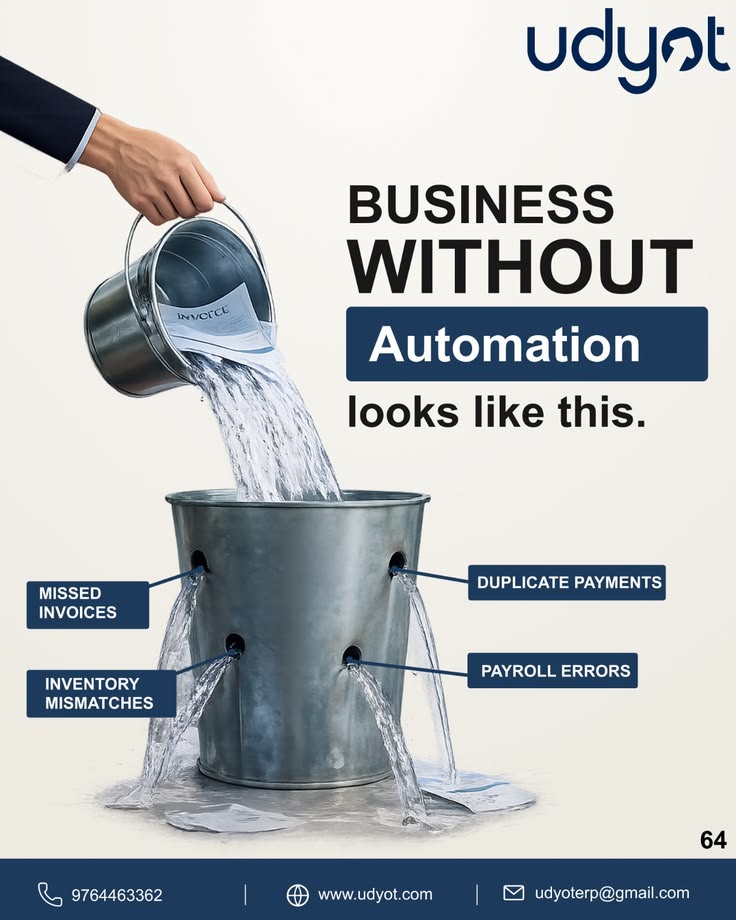 udyot
BUSINESS
WITHOUT
Automation
looks like this.
INVOICE
MISSED
INVOICES
DUPLICATE PAYMENTS
INVENTORY
MISMATCHES
PAYROLL ERRORS
64
9764463362 | www.udyot.com | udyoterp@gmail.com